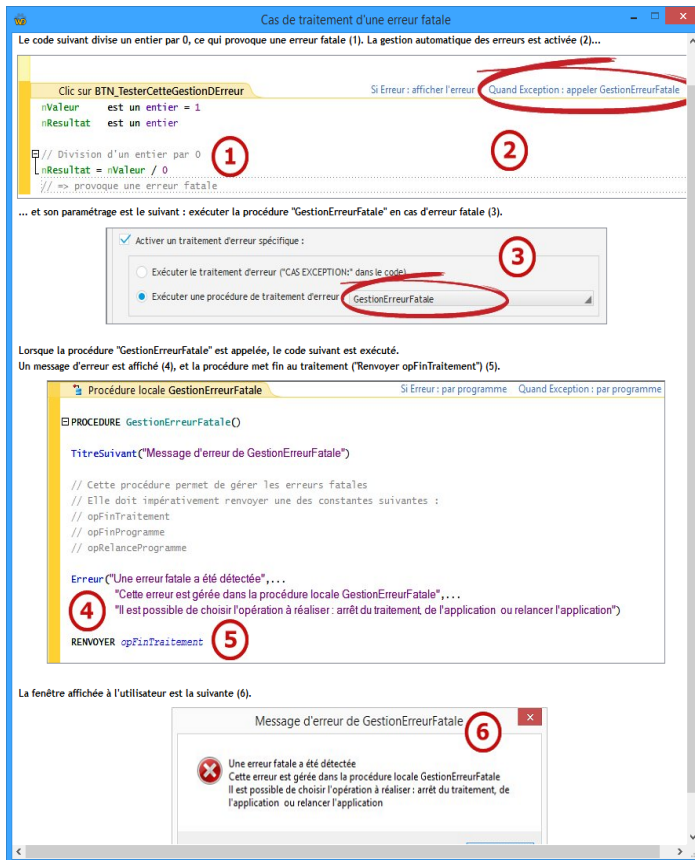 Cas de traitement d'une erreur fatale
Le code suivant divise un entier par 0, ce qui provoque une erreur fatale (1). La gestion automatique des erreurs est activée (2)...
Clic sur BTN_TesterCetteGestionDErreur Si Erreur : afficher l'erreur Quand Exception : appeler GestionErreurFatale
nValeur est un entier = 1
nResultat est un entier
// Division d'un entier par 0
1
2
nResultat = nValeur / 0
// => provoque une erreur fatale
... et son paramétrage est le suivant : exécuter la procédure "GestionErreurFatale" en cas d'erreur fatale (3).
Activer un traitement d'erreur spécifique :
3
Exécuter le traitement d'erreur ("CAS EXCEPTION:" dans le code)
Exécuter une procédure de traitement d'erreur GestionErreurFatale
Lorsque la procédure "GestionErreurFatale" est appelée, le code suivant est exécuté.
Un message d'erreur est affiché (4), et la procédure met fin au traitement ("Renvoyer opFinTraitement") (5).
Procédure locale GestionErreurFatale Si Erreur : par programme Quand Exception : par programme
PROCEDURE GestionErreurFatale()
TitreSuivant("Message d'erreur de GestionErreurFatale")
// Cette procédure permet de gérer les erreurs fatales
// Elle doit impérativement renvoyer une des constantes suivantes :
// opFinTraitement
// opFinProgramme
// opRelanceProgramme
Erreur("Une erreur fatale a été détectée",...
"Cette erreur est gérée dans la procédure locale GestionErreurFatale",...
4
"Il est possible de choisir l'opération à réaliser : arrêt du traitement, de l'application ou relancer l'application")
RENVOYER opFinTraitement
5
La fenêtre affichée à l'utilisateur est la suivante (6).
Message d'erreur de GestionErreurFatale
6
Une erreur fatale a été détectée
Cette erreur est gérée dans la procédure locale GestionErreurFatale
Il est possible de choisir l'opération à réaliser : arrêt du traitement, de
l'application ou relancer l'application